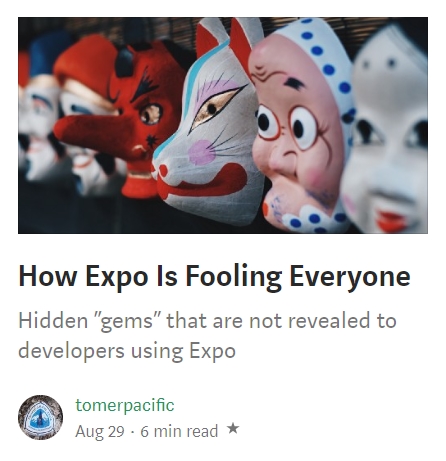 How Expo Is Fooling Everyone
Hidden "gems" that are not revealed to
developers using Expo
tomerpacific
Aug 29 · 6 min read ★